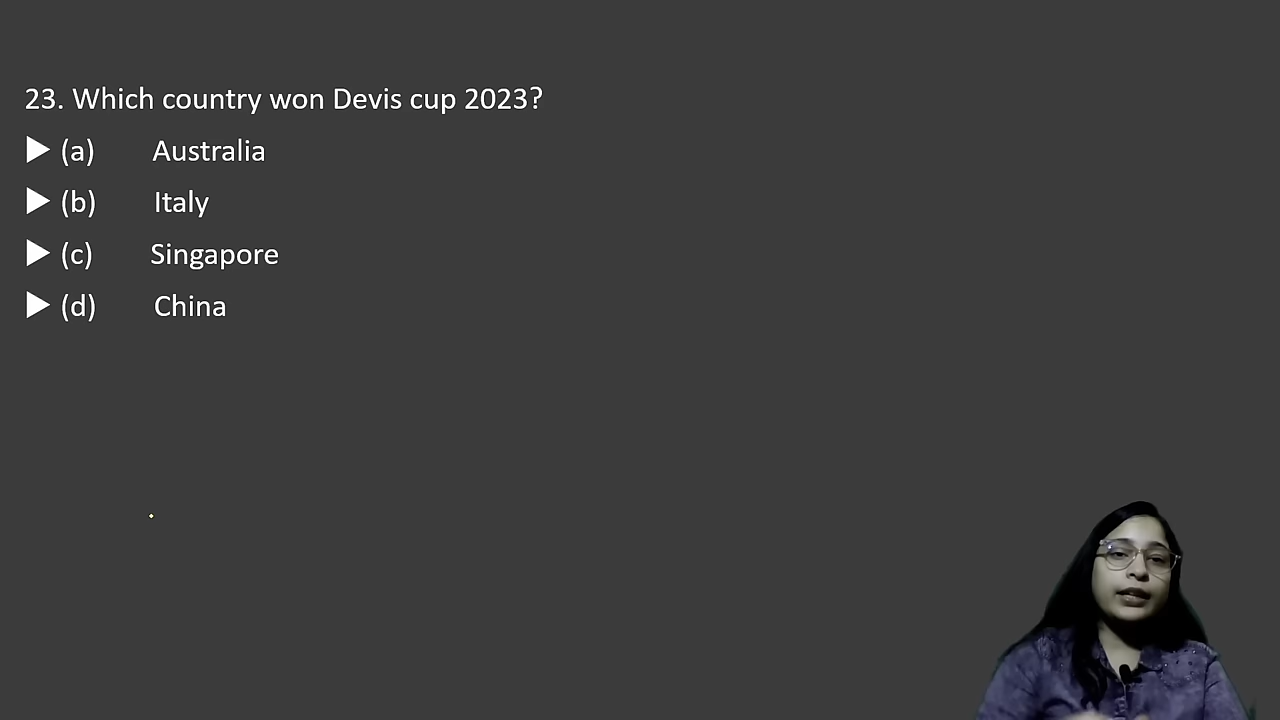 23. Which country won Devis cup 2023?
▶ (a) Australia
▶ (b) Italy
▶ (c) Singapore
▶ (d) China